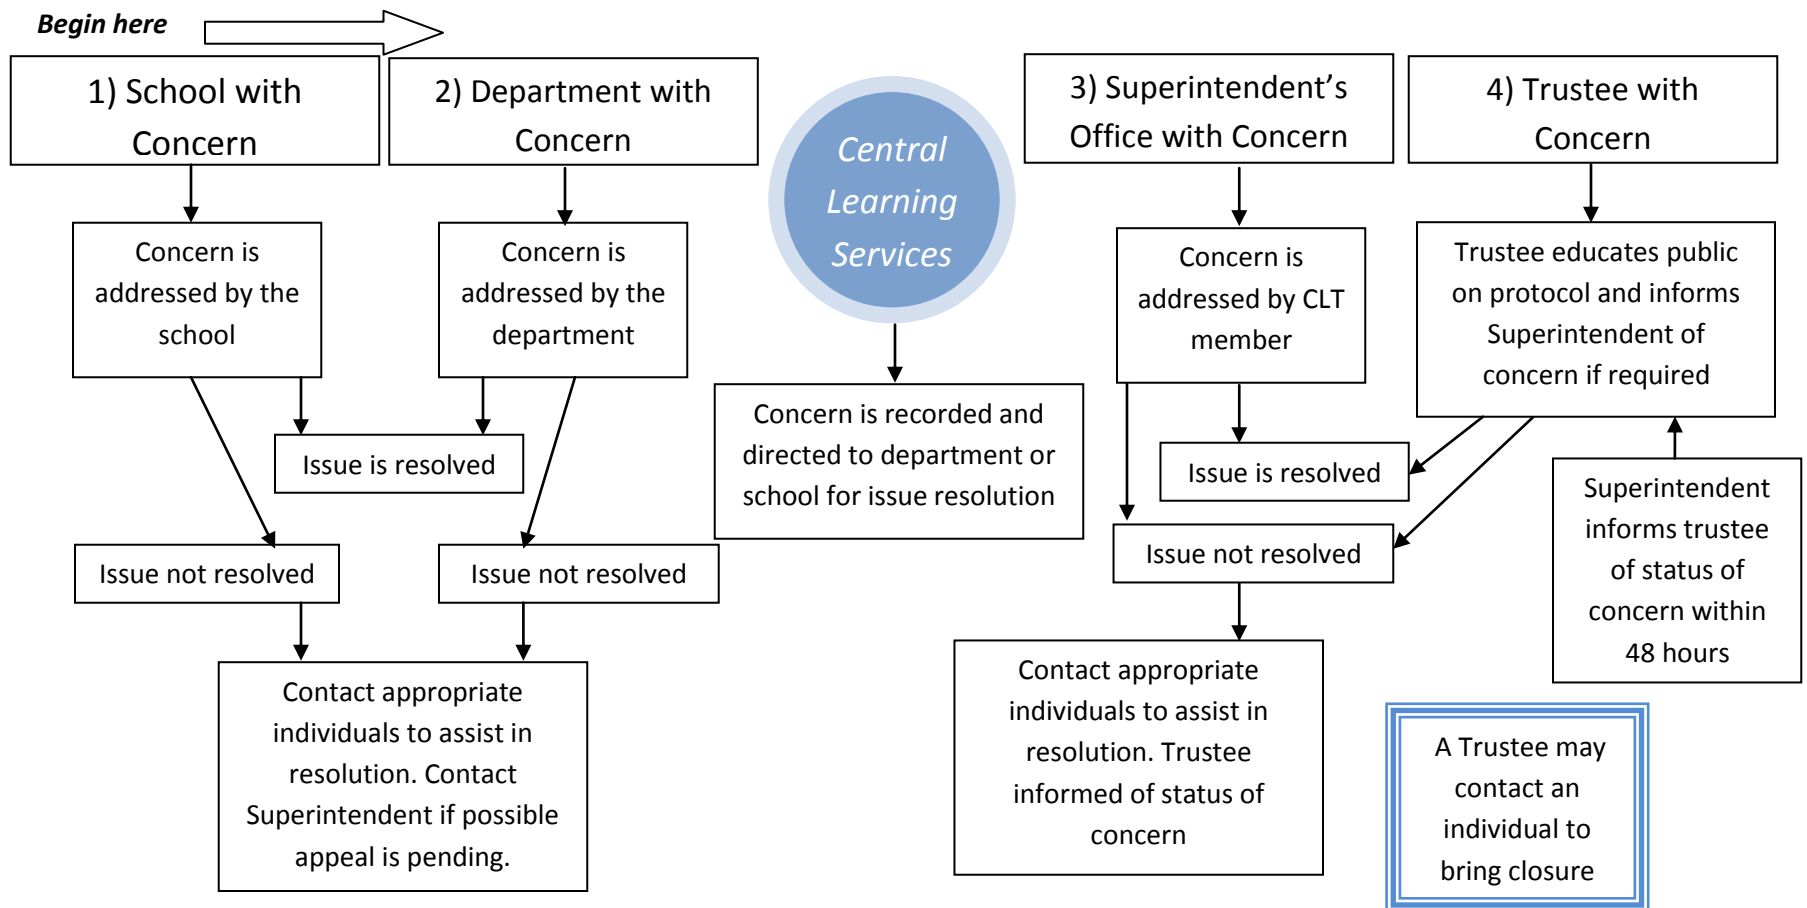 Begin here
1) School with
Concern
2) Department with
Concern
Central
Learning
Services
3) Superintendent’s
Office with Concern
4) Trustee with
Concern
Concern is
addressed by the
school
Concern is
addressed by the
department
Concern is
addressed by CLT
member
Trustee educates public
on protocol and informs
Superintendent of
concern if required
Concern is recorded and
directed to department or
school for issue resolution
Issue is resolved
Issue is resolved
Superintendent
informs trustee
of status of
concern within
48 hours
Issue not resolved
Issue not resolved
Issue not resolved
Contact appropriate
individuals to assist in
resolution. Contact
Superintendent if possible
appeal is pending.
Contact appropriate
individuals to assist in
resolution. Trustee
informed of status of
concern
A Trustee may
contact an
individual to
bring closure